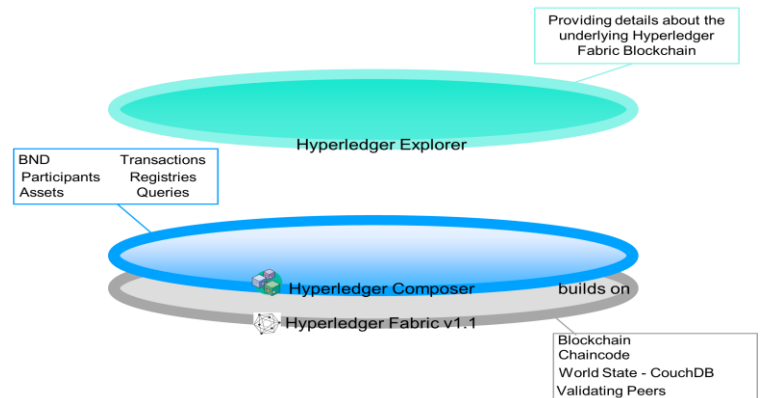 Providing details about the
underlying Hyperledger
Fabric Blockchain
Hyperledger Explorer
BND Transactions
Participants Registries
Assets Queries
Hyperledger Composer builds on
Hyperledger Fabric v1.1
Blockchain
Chaincode
World State - CouchDB
Validating Peers